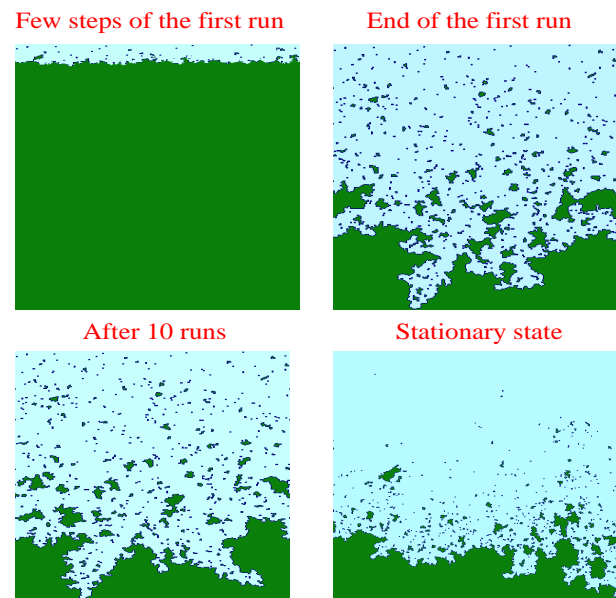 Few steps of the first run
End of the first run
After 10 runs
Stationary state